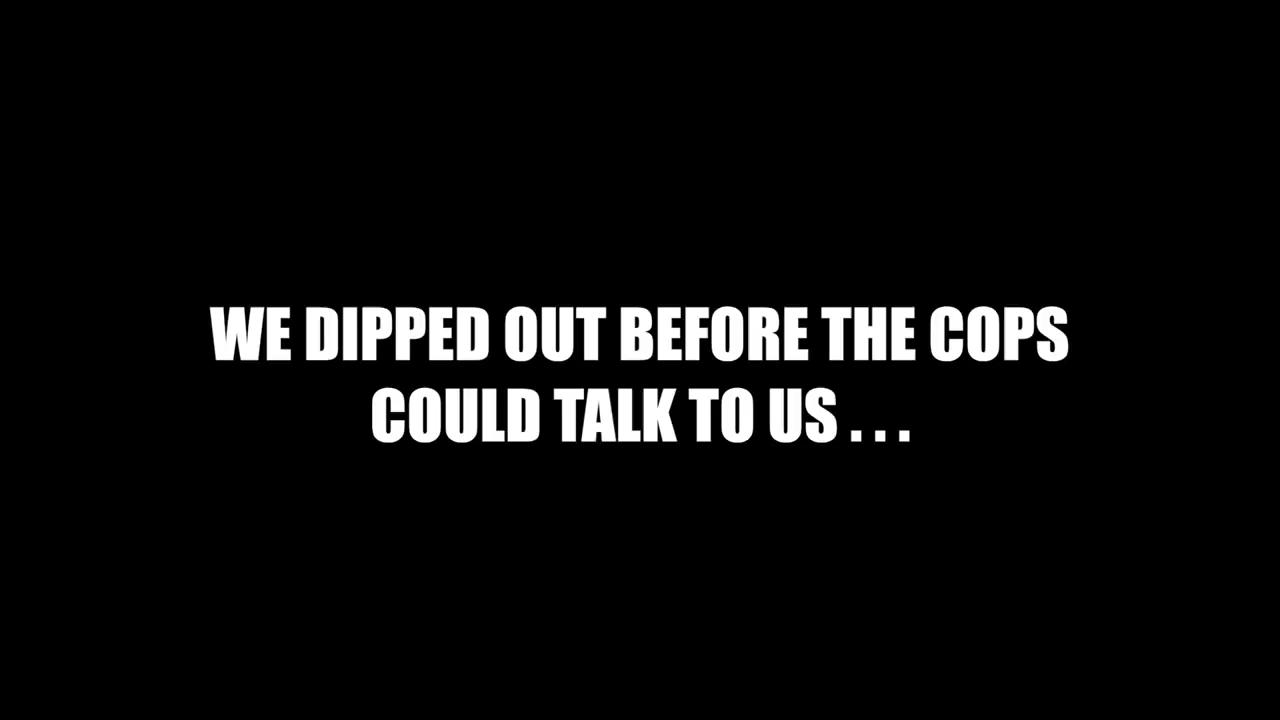 WE DIPPED OUT BEFORE THE COPS
COULD TALK TO US . . .